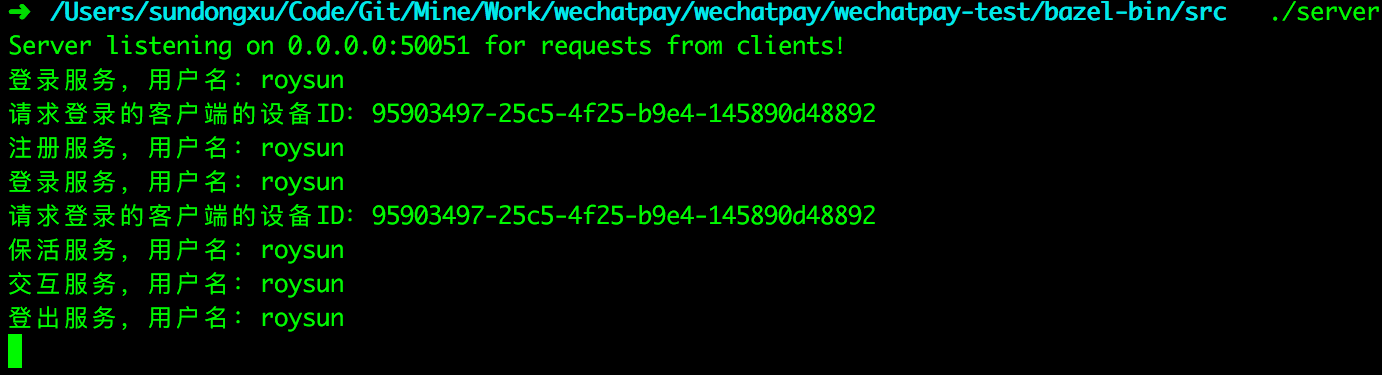 ➜ /Users/sundongxu/Code/Git/Mine/Work/wechatpay/wechatpay/wechatpay-test/bazel-bin/src ./server
Server listening on 0.0.0.0:50051 for requests from clients!
登录服务，用户名：roysun
请求登录的客户端的设备ID：95903497-25c5-4f25-b9e4-145890d48892
注册服务，用户名：roysun
登录服务，用户名：roysun
请求登录的客户端的设备ID：95903497-25c5-4f25-b9e4-145890d48892
保活服务，用户名：roysun
交互服务，用户名：roysun
登出服务，用户名：roysun